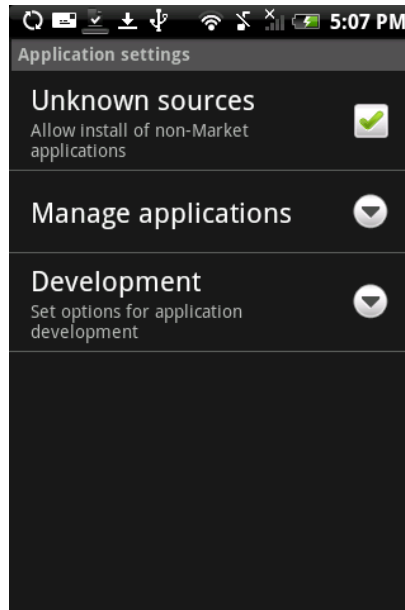 5:07 PM
Application settings
Unknown sources
Allow install of non-Market
applications
Manage applications
Development
Set options for application
development